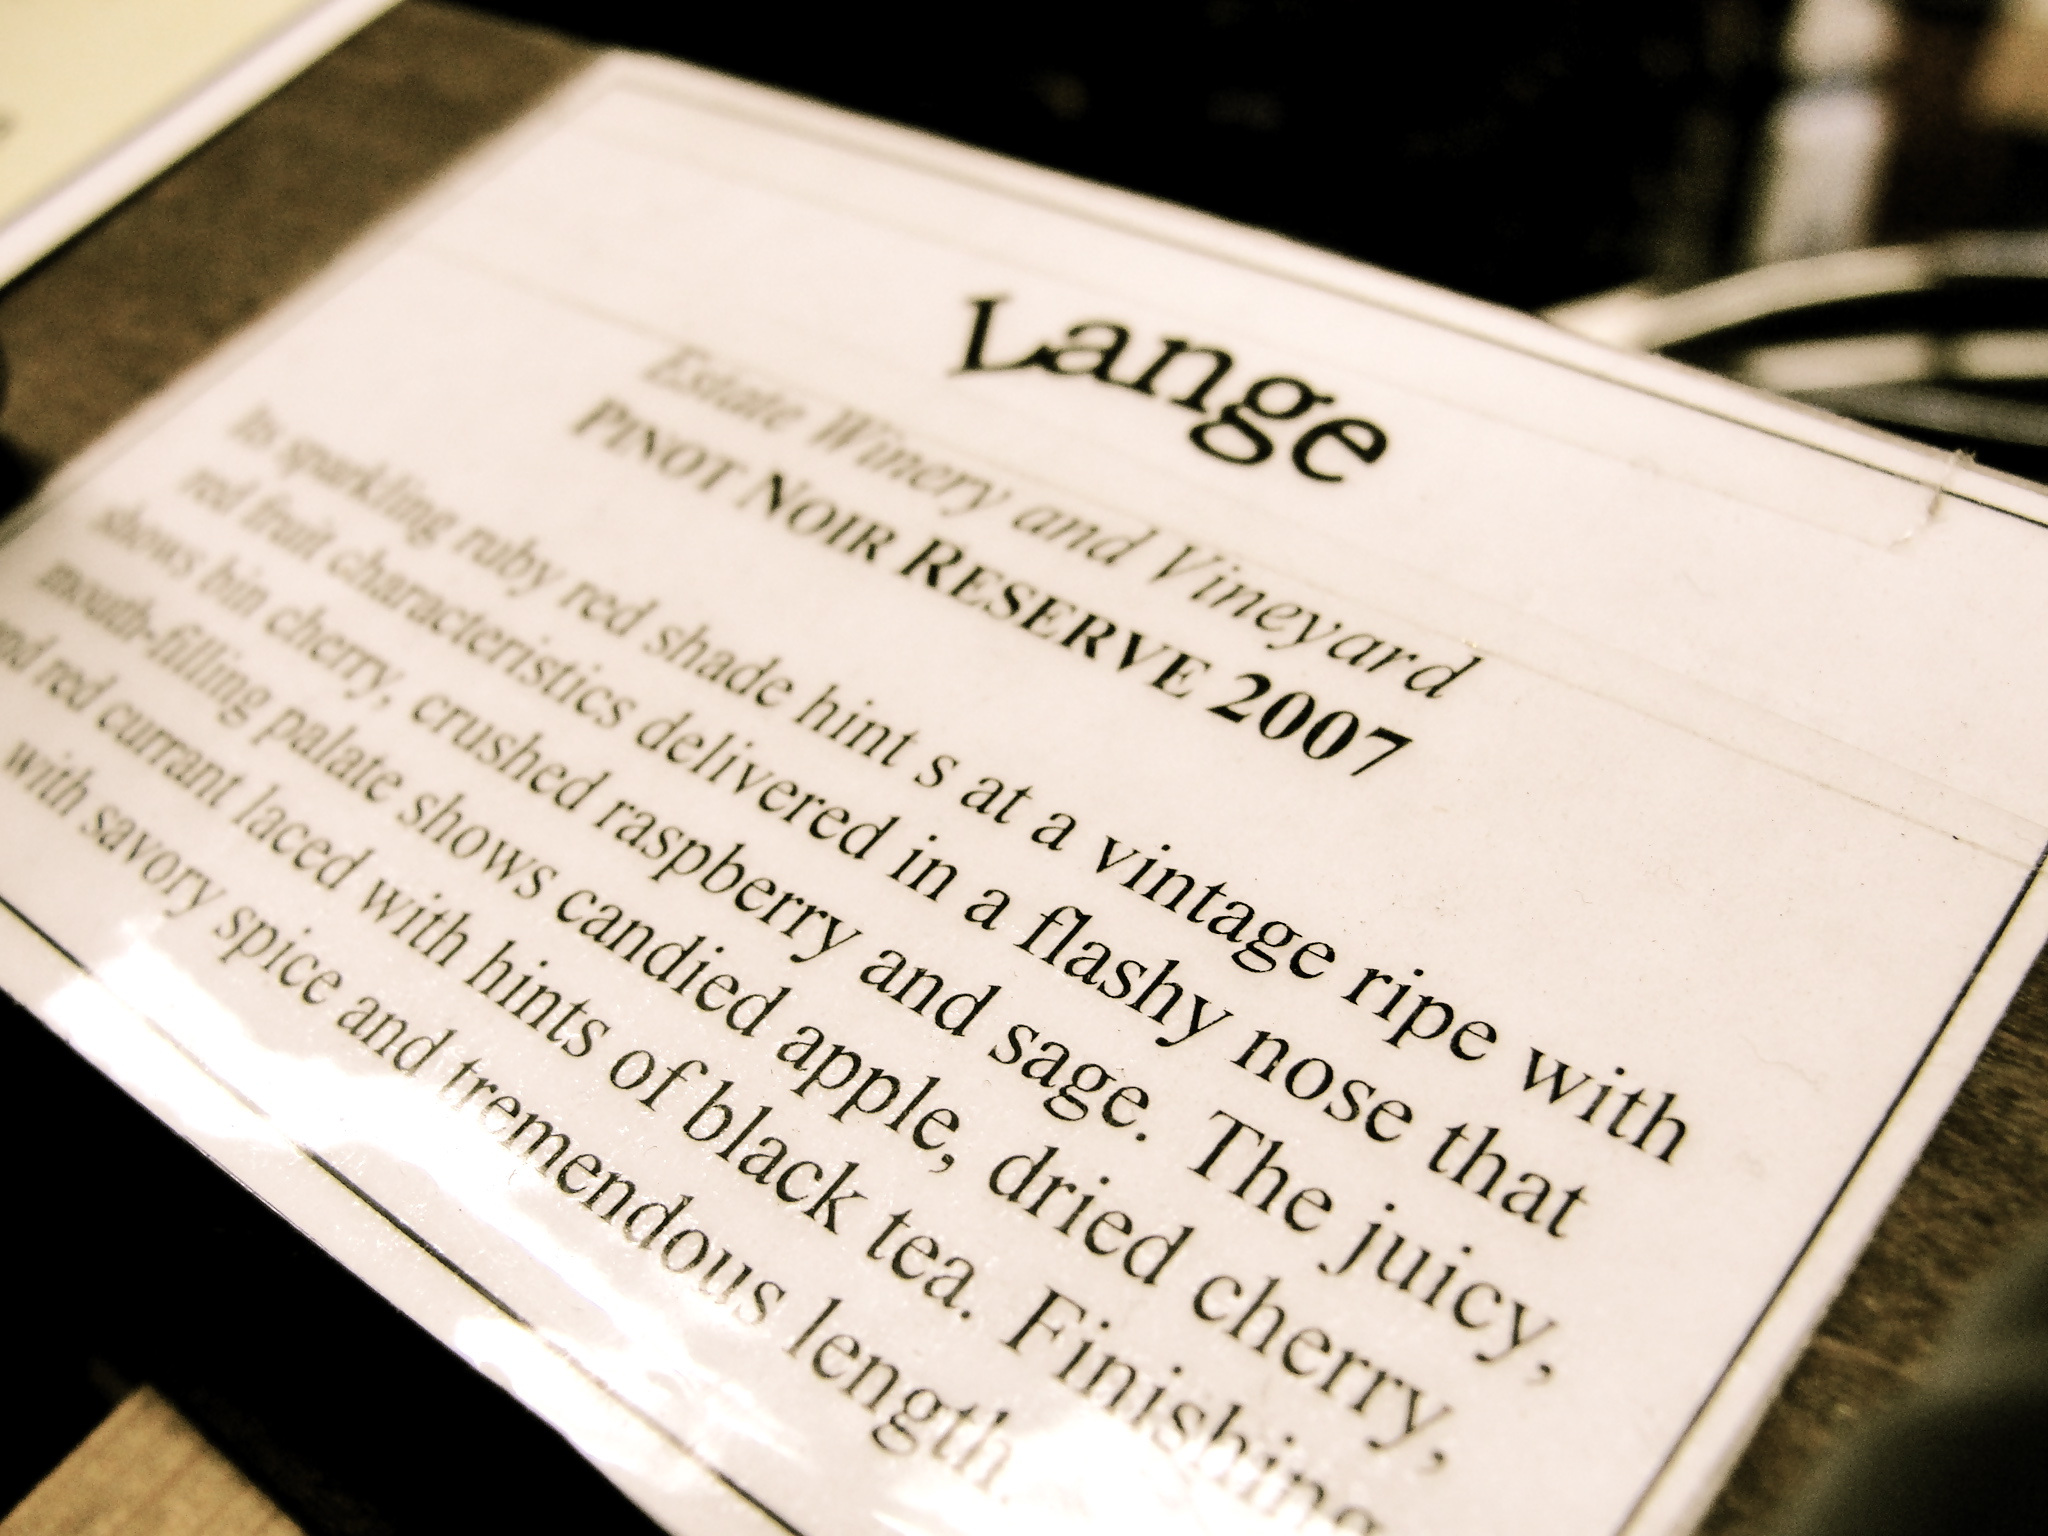 Lange
Estate Winery and Vineyard
PINOT NOIR RESERVE 2007
Its sparkling ruby red shade hint s at a vintage ripe with
red fruit characteristics delivered in a flashy nose that
shows bin cherry, crushed raspberry and sage. The juicy,
mouth-filling palate shows candied apple, dried cherry,
nd red currant laced with hints of black tea. Finishing
with savory spice and tremendous length.